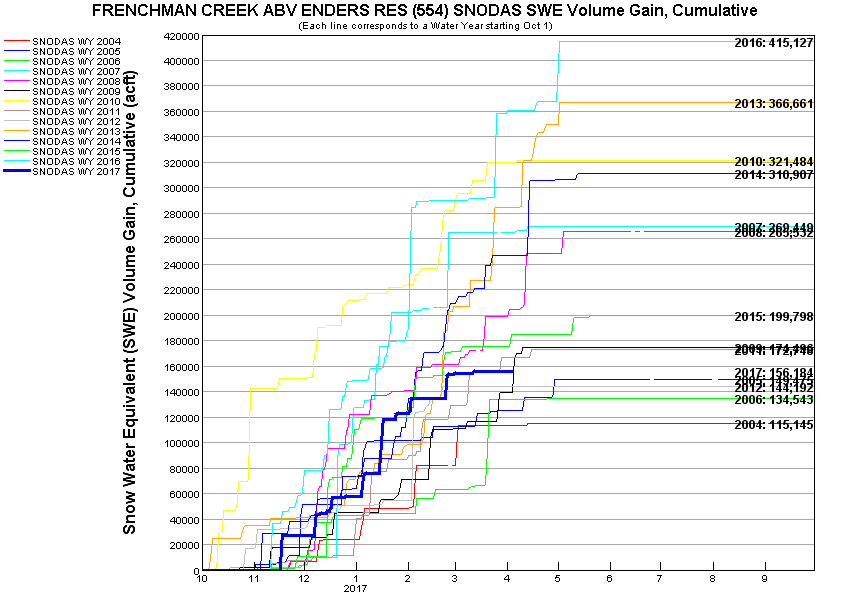 FRENCHMAN CREEK ABV ENDERS RES (554) SNODAS SWE Volume Gain, Cumulative
(Each line corresponds to a Water Year starting Oct 1)
SNODAS WY 2004
SNODAS WY 2005
SNODAS WY 2006
SNODAS WY 2007
SNODAS WY 2008
SNODAS WY 2009
SNODAS WY 2010
SNODAS WY 2011
SNODAS WY 2012
SNODAS WY 2013
SNODAS WY 2014
SNODAS WY 2015
SNODAS WY 2016
SNODAS WY 2017
Snow Water Equivalent (SWE) Volume Gain, Cumulative (acft)
420000
400000
380000
360000
340000
320000
300000
280000
260000
240000
220000
200000
180000
160000
140000
120000
100000
80000
60000
40000
20000
0
2016: 415,127
2013: 366,661
2010: 321,484
2014: 310,907
2007: 269,449
2008: 265,532
2015: 199,798
2017: 156,184
2012: 144,192
2006: 134,543
2004: 115,145
10 11 12 1 2 3 4 5 6 7 8 9
2017